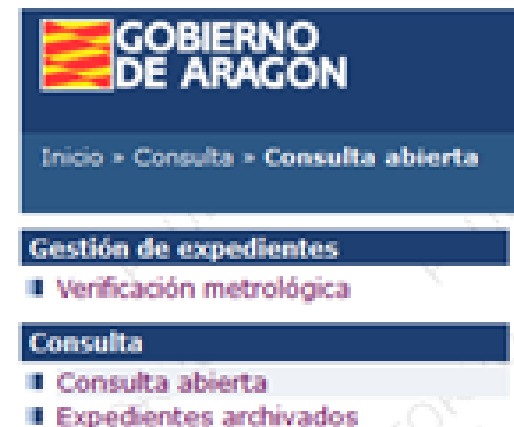 GOBIERNO
DE ARAGON
Inicio » Consulta » Consulta abierta
Gestión de expedientes
Verificación metrológica
Consulta
Consulta abierta
Expedientes archivados